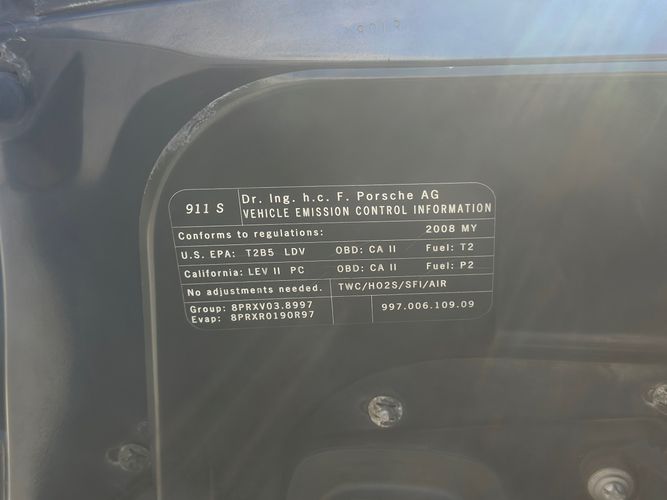 911 S
Dr. Ing. h.c. F. Porsche AG
VEHICLE EMISSION CONTROL INFORMATION
Conforms to regulations: 2008 MY
U.S. EPA: T2B5 LDV OBD: CA II Fuel: T2
California: LEV II PC OBD: CA II Fuel: P2
No adjustments needed. TWC/HO2S/SFI/AIR
Group: 8PRXV03.8997
Evap: 8PRXR0190R97
997.006.109.09